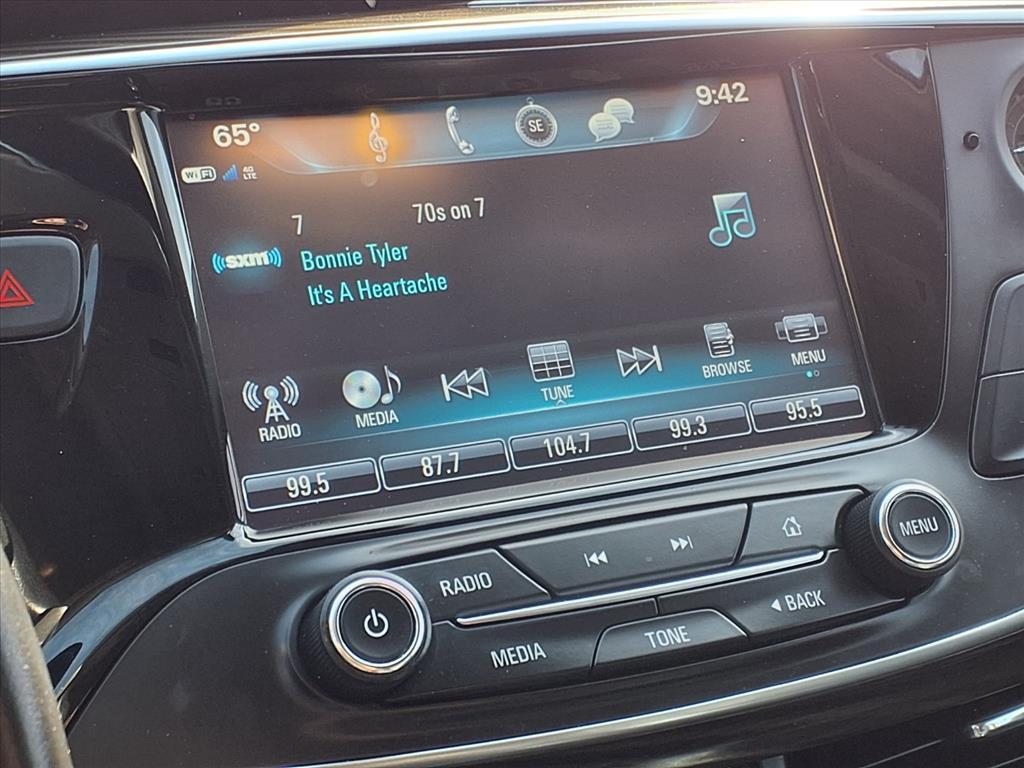 65° SE 9:42
WiFi 4G LTE
7 70s on 7
((sxm)) Bonnie Tyler
It's A Heartache
RADIO MEDIA TUNE BROWSE MENU
99.5 87.7 104.7 99.3 95.5
RADIO MENU
MEDIA TONE BACK